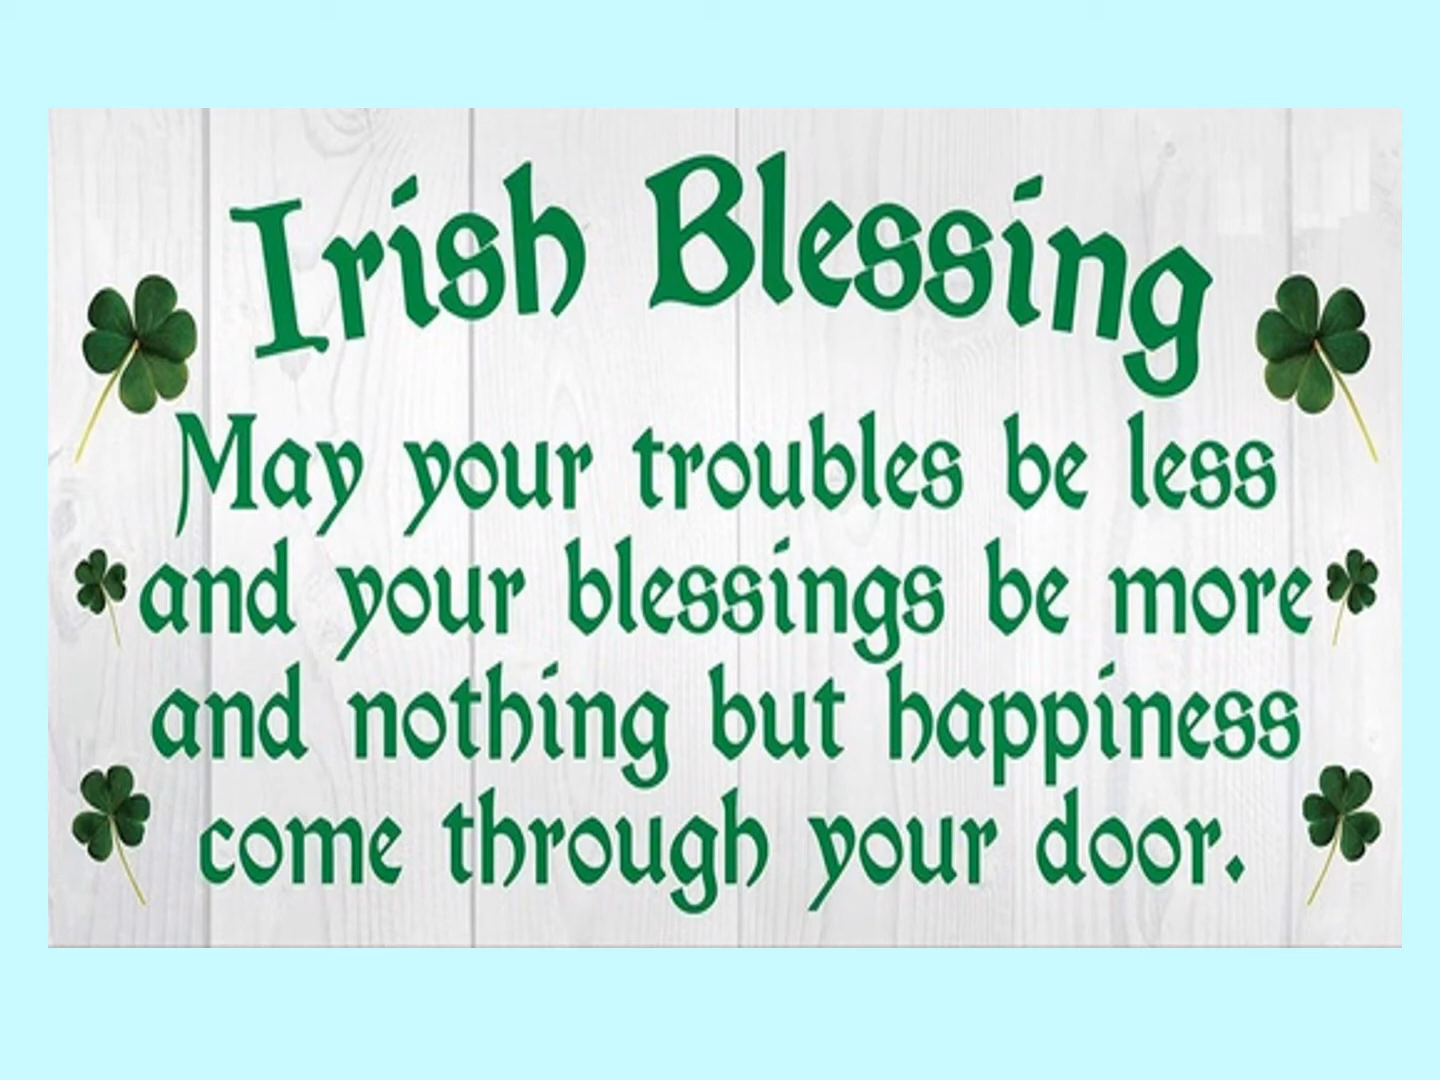 Irish Blessing
May your troubles be less
and your blessings be more
and nothing but happiness
come through your door.